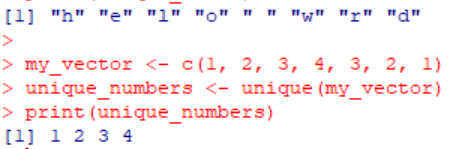 [1] "h" "e" "l" "o" " " "w" "r" "d"
>
> my_vector <- c(1, 2, 3, 4, 3, 2, 1)
> unique_numbers <- unique(my_vector)
> print(unique_numbers)
[1] 1 2 3 4